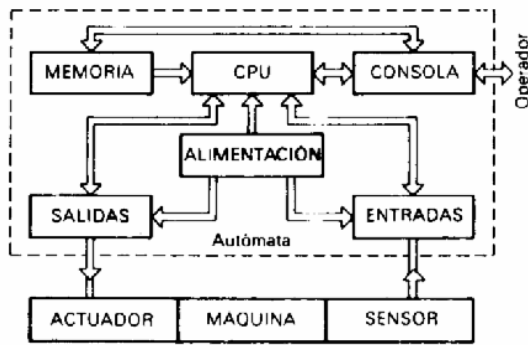 MEMORIA
CPU
CONSOLA
Operador
ALIMENTACIÓN
SALIDAS
ENTRADAS
Autómata
ACTUADOR
MAQUINA
SENSOR